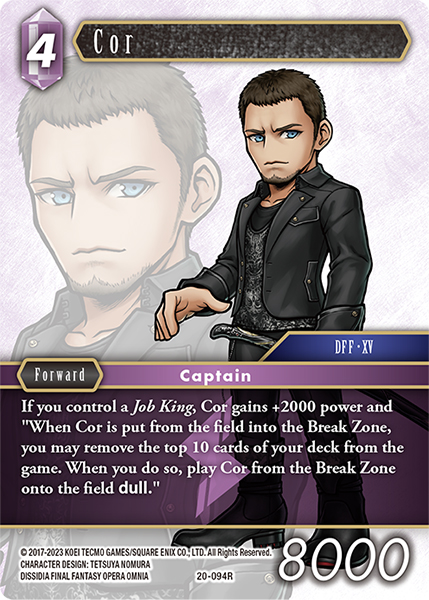 4
Cor
DFF · XV
Forward
Captain
If you control a Job King, Cor gains +2000 power and
"When Cor is put from the field into the Break Zone,
you may remove the top 10 cards of your deck from the
game. When you do so, play Cor from the Break Zone
onto the field dull."
© 2017-2023 KOEI TECMO GAMES/SQUARE ENIX CO., LTD. All Rights Reserved.
CHARACTER DESIGN: TETSUYA NOMURA
DISSIDIA FINAL FANTASY OPERA OMNIA
20-094R
8000